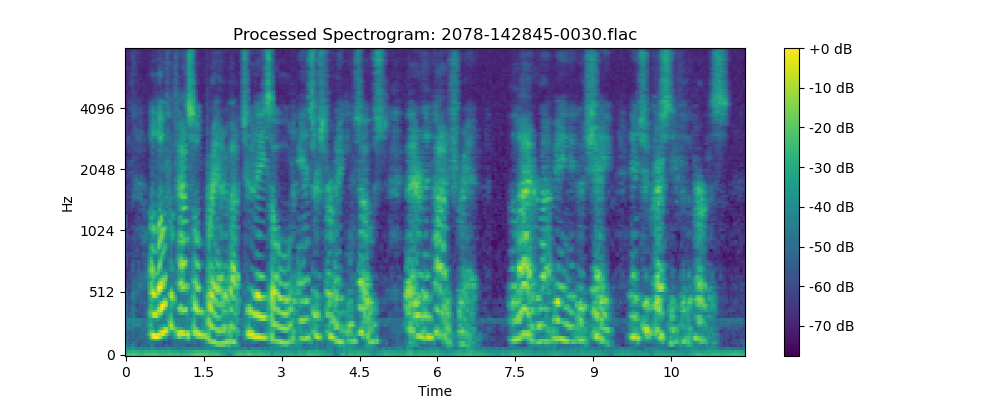 Processed Spectrogram: 2078-142845-0030.flac
+0 dB
4096
-10 dB
-20 dB
2048
-30 dB
Hz
1024
-40 dB
-50 dB
512
-60 dB
-70 dB
0
0 1.5 3 4.5 6 7.5 9 10
Time